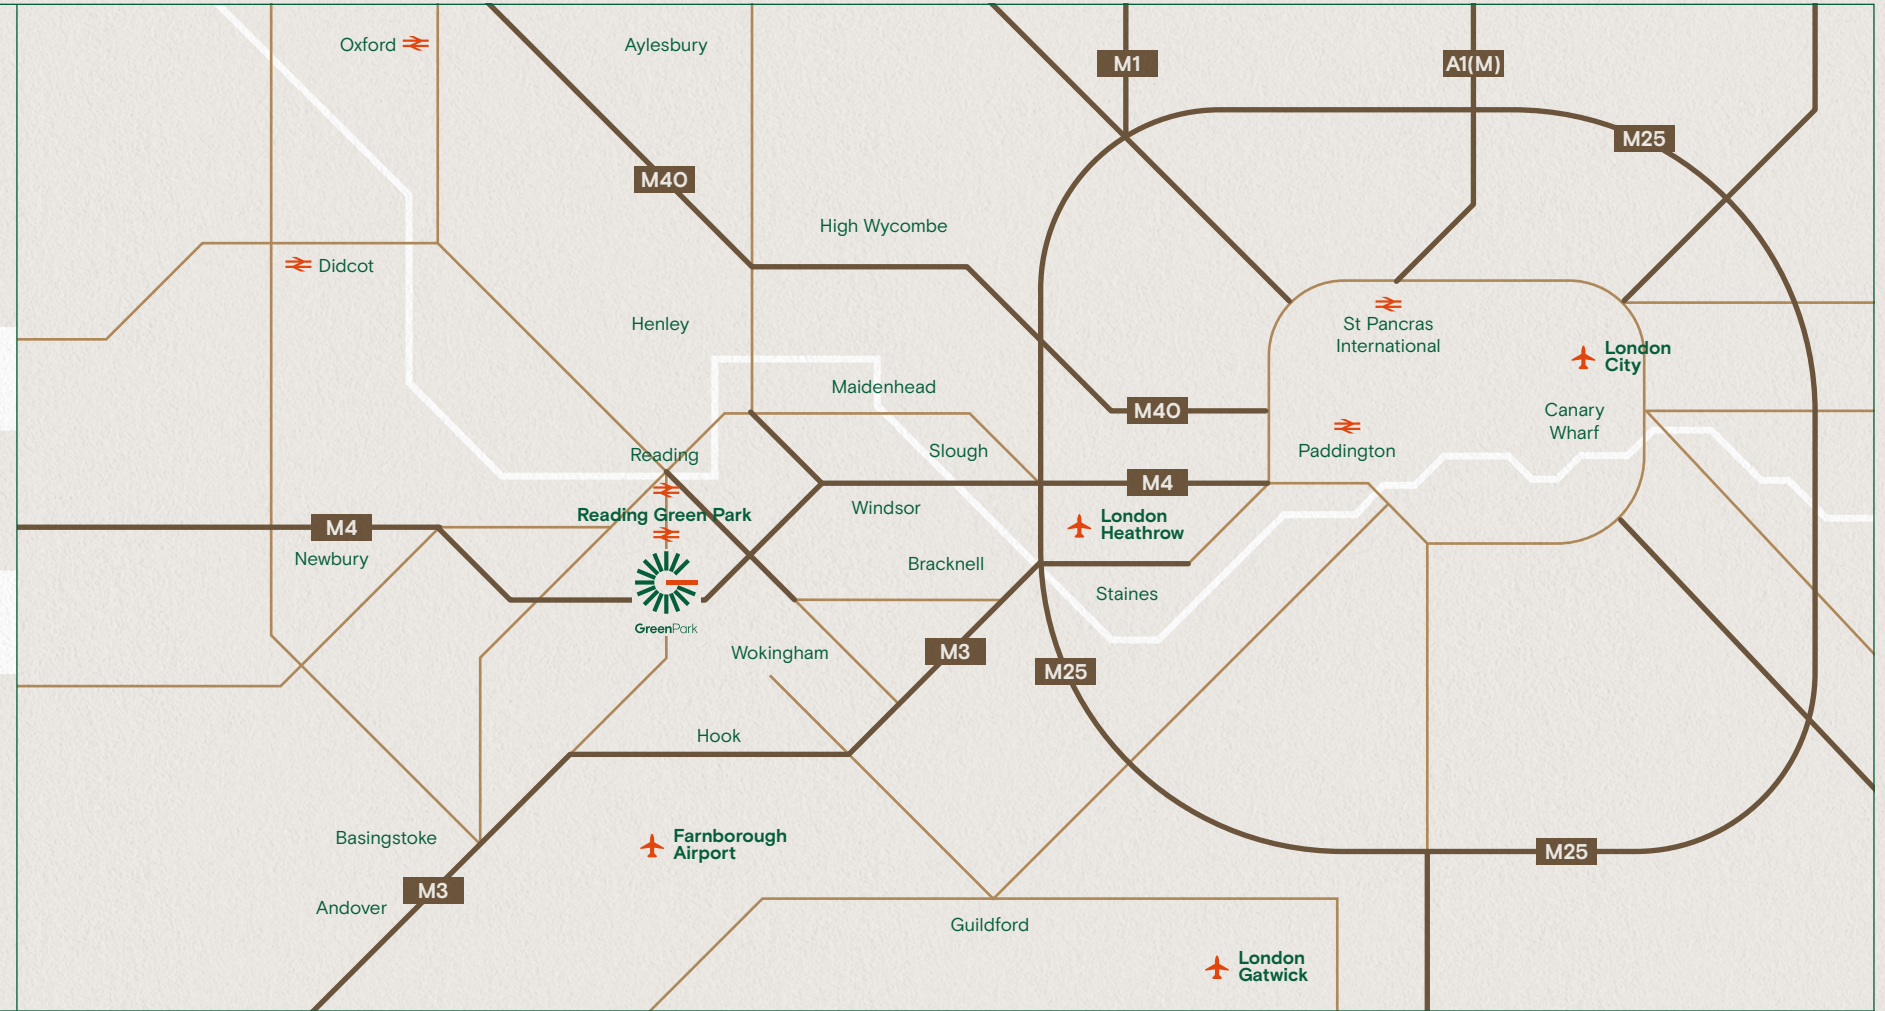 Oxford
Aylesbury
M1
A1(M)
M25
M40
High Wycombe
Didcot
Henley
St Pancras
International
London
City
Maidenhead
M40
Canary
Wharf
Reading
Slough
Paddington
M4
Reading Green Park
Windsor
London
Heathrow
M4
Newbury
Bracknell
Staines
GreenPark
Wokingham
M3
M25
Hook
Basingstoke
Farnborough
Airport
M25
M3
Andover
Guildford
London
Gatwick